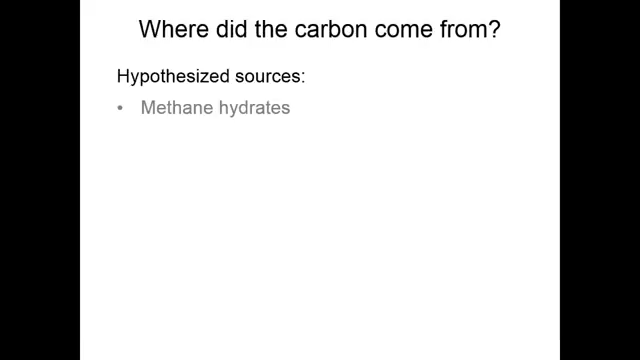 Where did the carbon come from?
Hypothesized sources:
• Methane hydrates